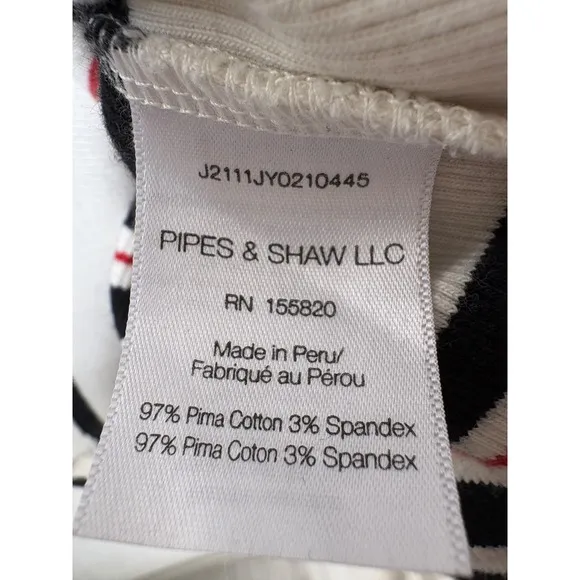 J2111JY0210445
PIPES & SHAW LLC
RN 155820
Made in Peru/
Fabriqué au Pérou
97% Pima Cotton 3% Spandex
97% Pima Coton 3% Spandex